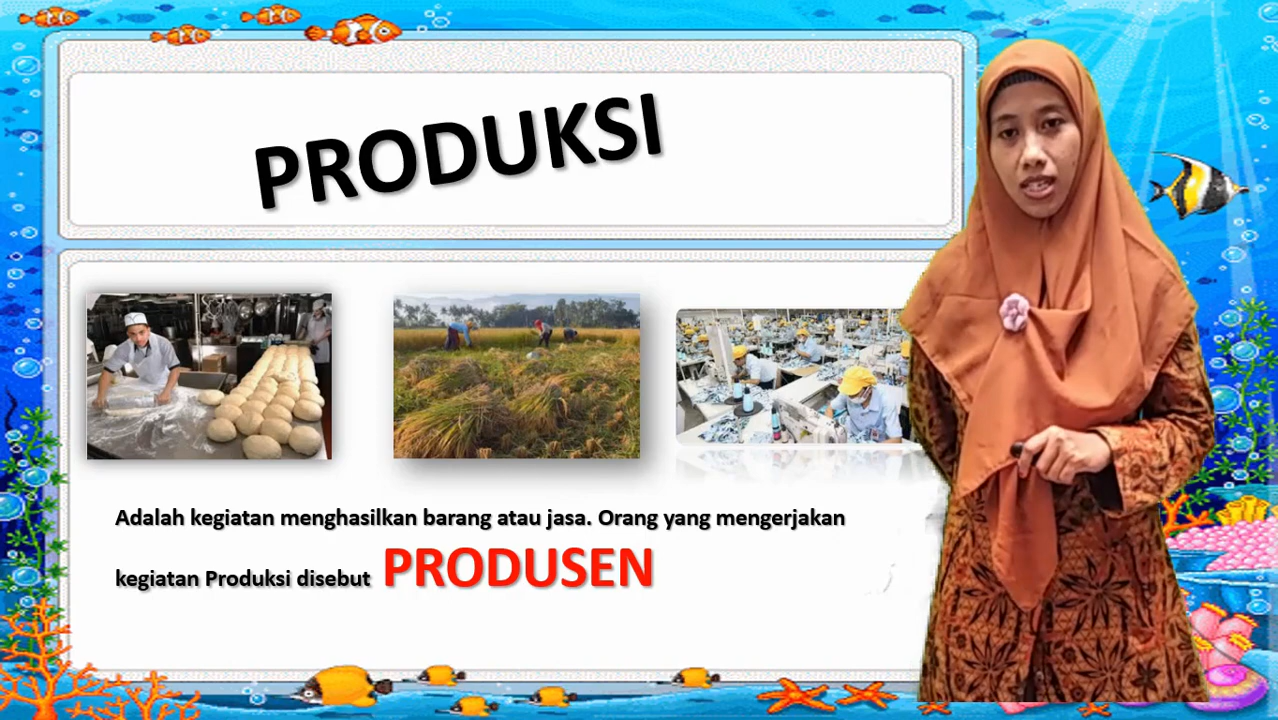 PRODUKSI
Adalah kegiatan menghasilkan barang atau jasa. Orang yang mengerjakan
kegiatan Produksi disebut PRODUSEN